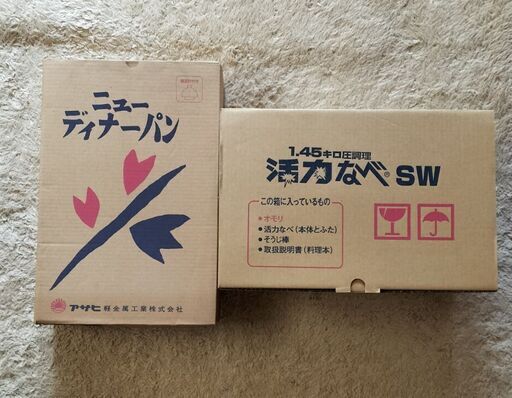 ニュー
ディナーパン
アサヒ軽金属工業株式会社
1.45キロ圧調理
活力なべ® SW
この箱に入っているもの
●オモリ
●活力なべ（本体とふた）
●そうじ棒
●取扱説明書（料理本）